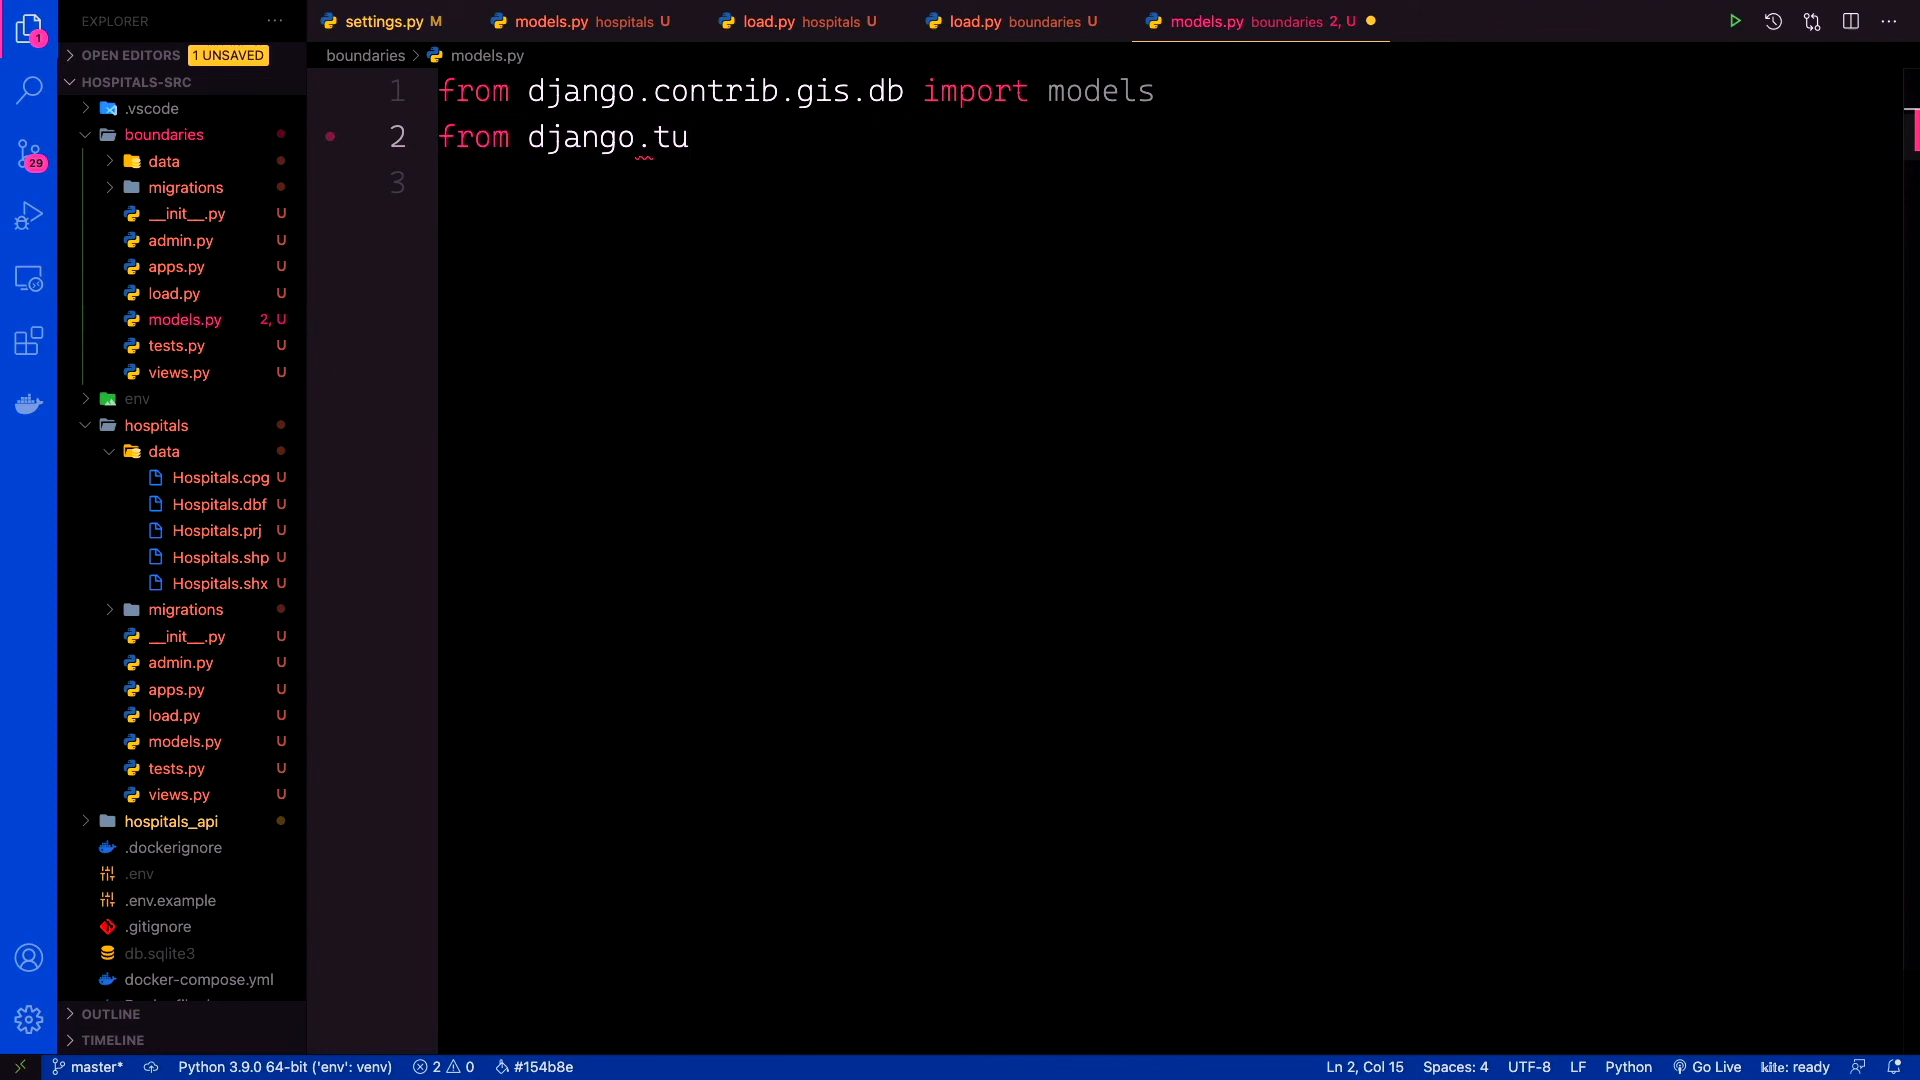 EXPLORER
OPEN EDITORS 1 UNSAVED
HOSPITALS-SRC
.vscode
boundaries
data
migrations
__init__.py U
admin.py U
apps.py U
load.py U
models.py 2, U
tests.py U
views.py U
env
hospitals
data
Hospitals.cpg U
Hospitals.dbf U
Hospitals.prj U
Hospitals.shp U
Hospitals.shx U
migrations
__init__.py U
admin.py U
apps.py U
load.py U
models.py U
tests.py U
views.py U
hospitals_api
.dockerignore
.env
.env.example
.gitignore
db.sqlite3
docker-compose.yml
OUTLINE
TIMELINE
1
29
settings.py M
models.py hospitals U
load.py hospitals U
load.py boundaries U
models.py boundaries 2, U
boundaries > models.py
1 from django.contrib.gis.db import models
2 from django.tu
3
master* Python 3.9.0 64-bit ('env': venv) 2 0 #154b8e Ln 2, Col 15 Spaces: 4 UTF-8 LF Python Go Live kite: ready